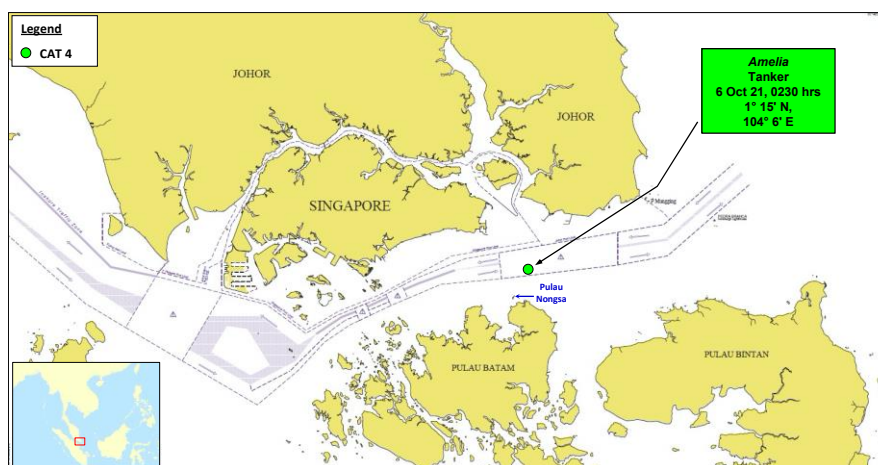 Legend
CAT 4
Amelia
Tanker
6 Oct 21, 0230 hrs
1° 15' N,
104° 6' E
JOHOR
JOHOR
SINGAPORE
Pulau
Nongsa
PULAU BATAM
PULAU BINTAN